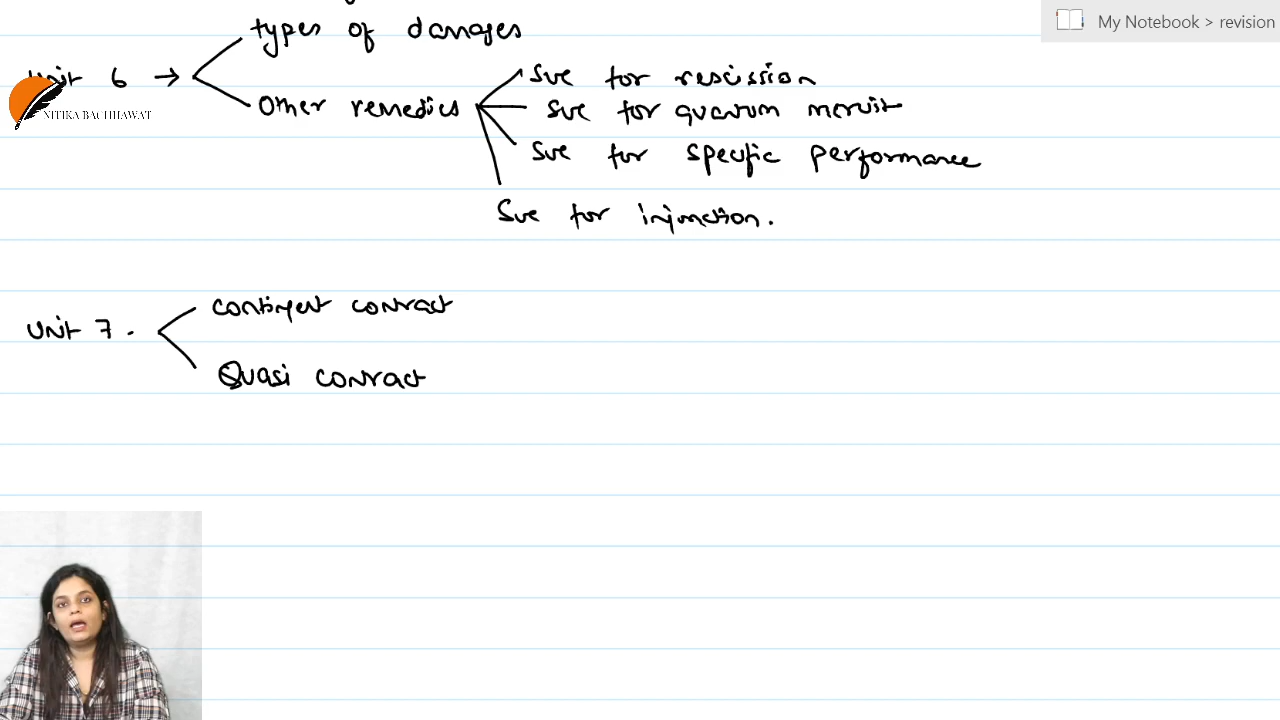 My Notebook > revision
types of damages
Unit 6 →
NITIKA BACHHAWAT
Other remedies
Sue for rescission
Sue for quantum meruit
Sue for specific performance
Sue for injunction.
Unit 7.
Contingent contract
Quasi contract